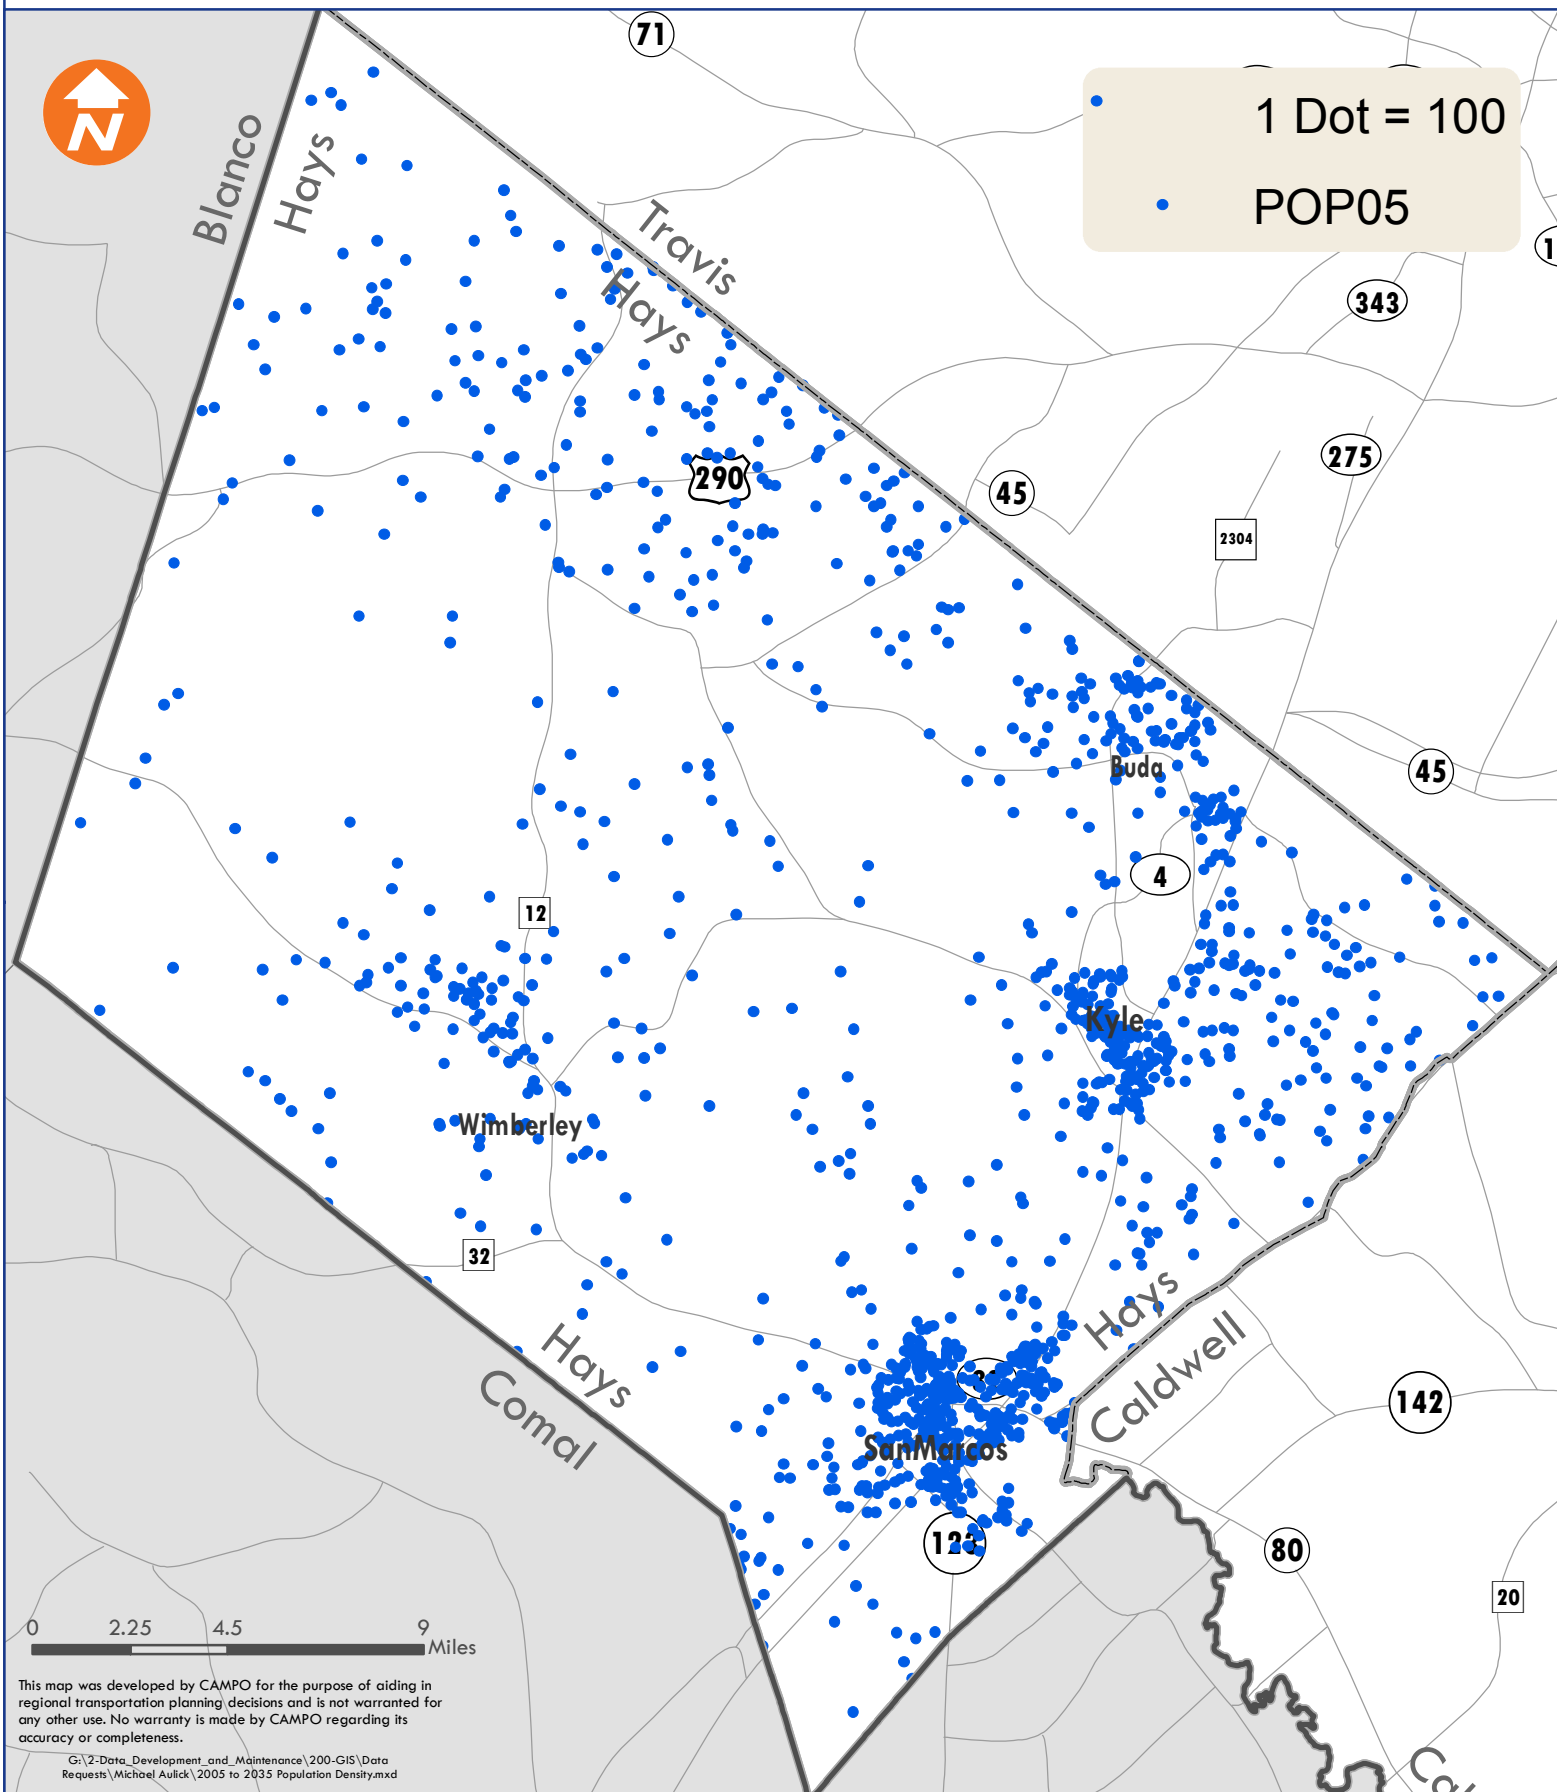 71
N
1 Dot = 100
POP05
Blanco
Hays
Travis
Hays
343
290
45
275
2304
Buda
45
4
12
Kyle
Wimberley
32
Hays
Comal
Hays
Caldwell
142
SanMarcos
123
80
20
0 2.25 4.5 9
Miles
This map was developed by CAMPO for the purpose of aiding in
regional transportation planning decisions and is not warranted for
any other use. No warranty is made by CAMPO regarding its
accuracy or completeness.
G:\2-Data_Development_and_Maintenance\200-GIS\Data
Requests\Michael Aulick\2005 to 2035 Population Density.mxd